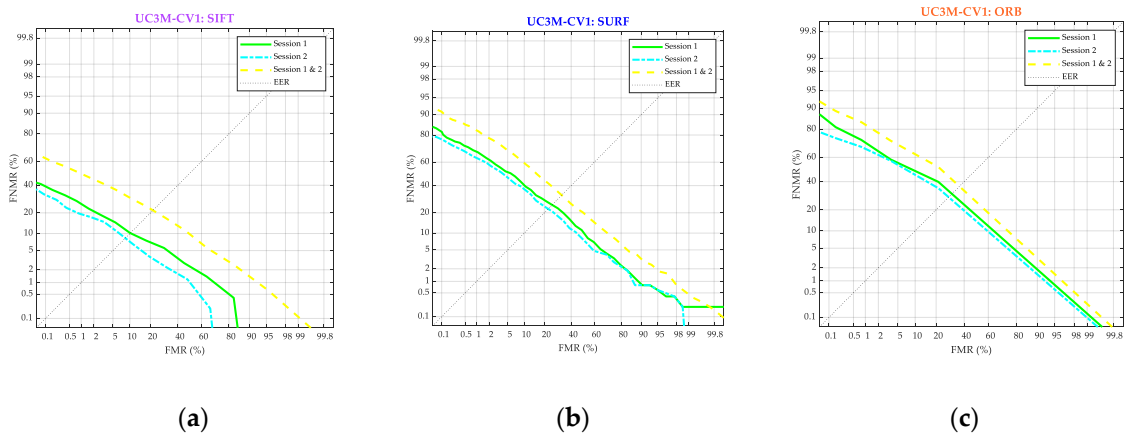 UC3M-CV1: SIFT
99.8
99
98
95
90
80
60
40
20
10
5
2
1
0.5
0.1
FNMR (%)
Session 1
Session 2
Session 1 & 2
EER
0.1 0.5 1 2 5 10 20 40 60 80 90 95 98 99 99.8
FMR (%)
(a)
UC3M-CV1: SURF
99.8
99
98
95
90
80
60
40
20
10
5
2
1
0.5
0.1
FNMR (%)
Session 1
Session 2
Session 1 & 2
EER
0.1 0.5 1 2 5 10 20 40 60 80 90 95 98 99 99.8
FMR (%)
(b)
UC3M-CV1: ORB
99.8
99
98
95
90
80
60
40
20
10
5
2
1
0.5
0.1
FNMR (%)
Session 1
Session 2
Session 1 & 2
EER
0.1 0.5 1 2 5 10 20 40 60 80 90 95 98 99 99.8
FMR (%)
(c)